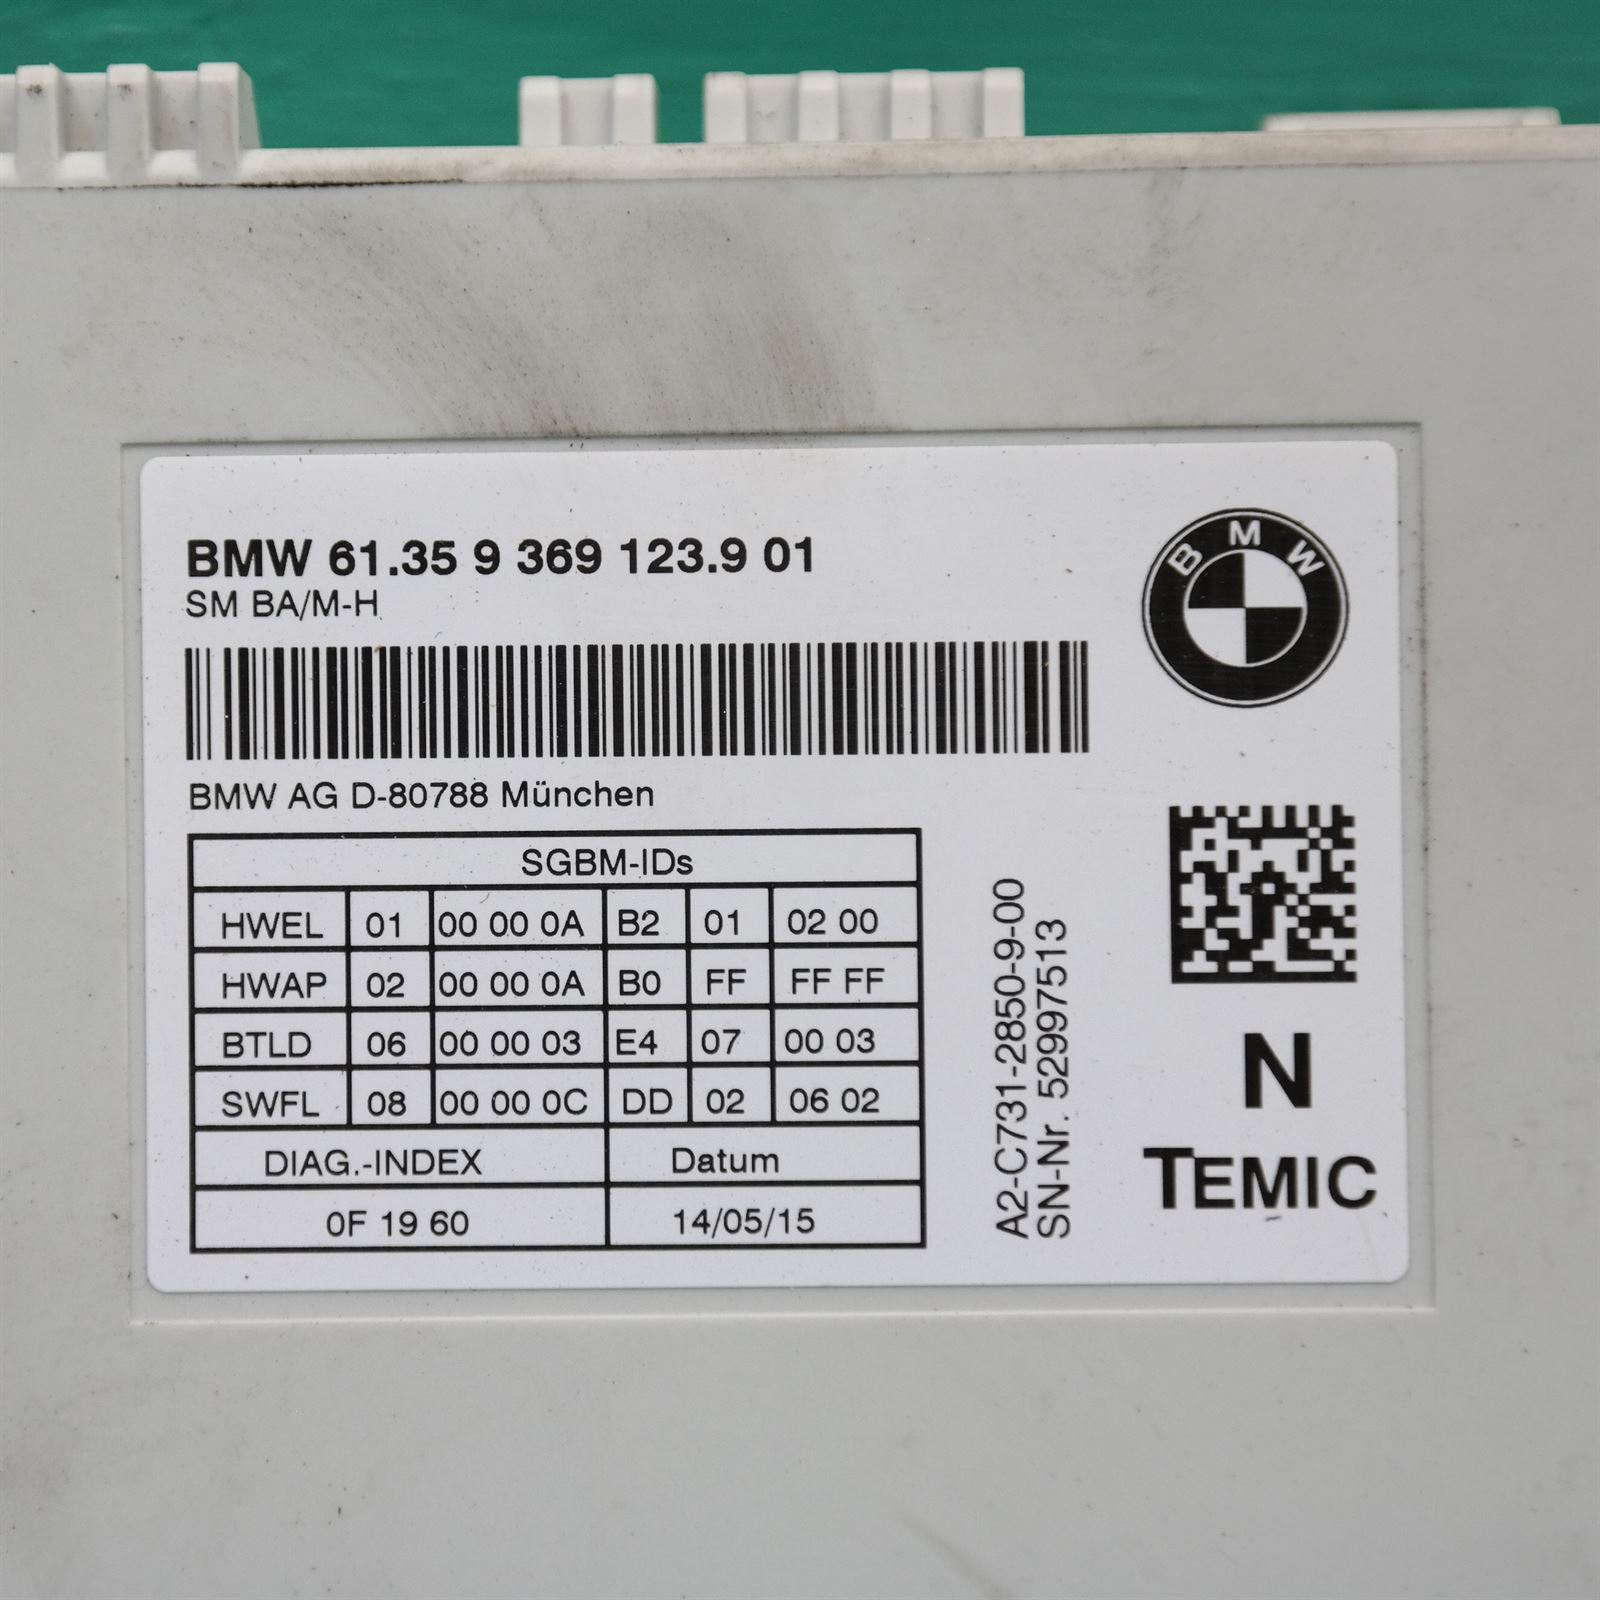 BMW 61.35 9 369 123.9 01
SM BA/M-H
BMW
BMW AG D-80788 München
SGBM-IDs
HWEL 01 00 00 0A B2 01 02 00
HWAP 02 00 00 0A B0 FF FF FF
BTLD 06 00 00 03 E4 07 00 03
SWFL 08 00 00 0C DD 02 06 02
DIAG.-INDEX Datum
0F 19 60 14/05/15
A2-C731-2850-9-00
SN-Nr. 52997513
N
TEMIC